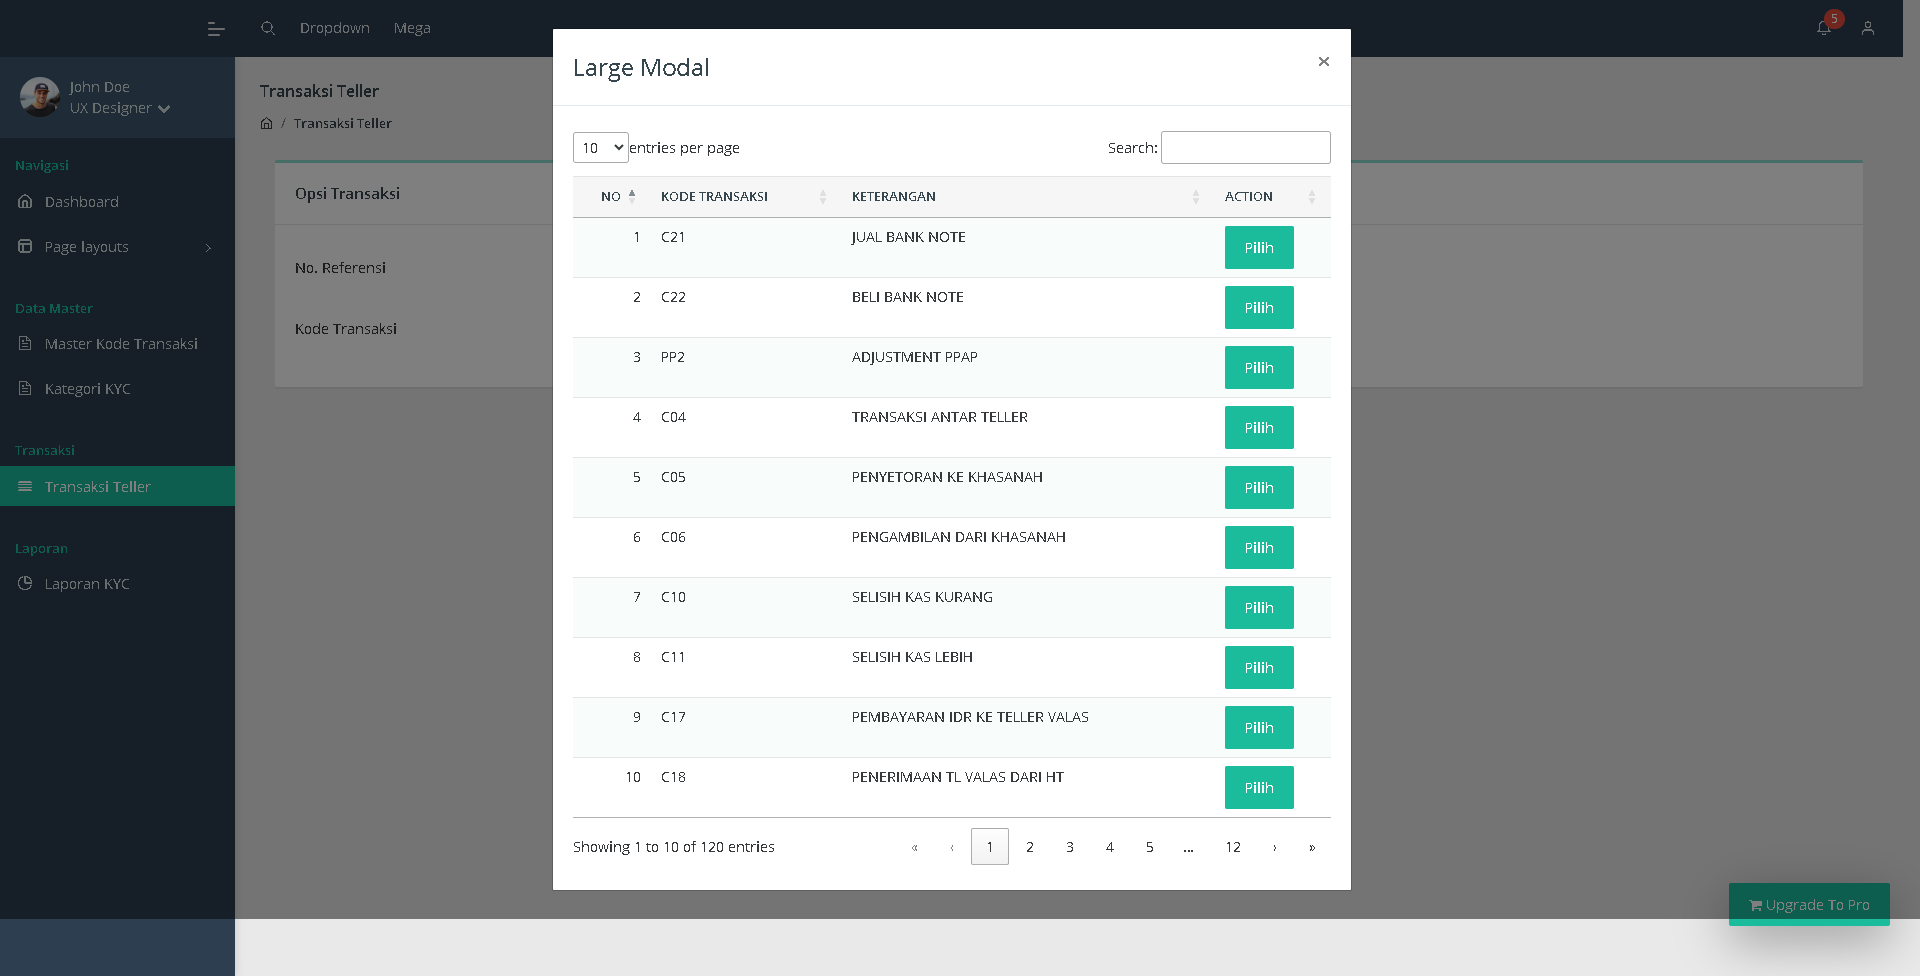 Dropdown Mega 5
John Doe
UX Designer
Navigasi
Dashboard
Page layouts
Data Master
Master Kode Transaksi
Kategori KYC
Transaksi
Transaksi Teller
Laporan
Laporan KYC
Transaksi Teller
/ Transaksi Teller
Opsi Transaksi
No. Referensi
Kode Transaksi
Large Modal ×
10 entries per page Search:
NO KODE TRANSAKSI KETERANGAN ACTION
1 C21 JUAL BANK NOTE Pilih
2 C22 BELI BANK NOTE Pilih
3 PP2 ADJUSTMENT PPAP Pilih
4 C04 TRANSAKSI ANTAR TELLER Pilih
5 C05 PENYETORAN KE KHASANAH Pilih
6 C06 PENGAMBILAN DARI KHASANAH Pilih
7 C10 SELISIH KAS KURANG Pilih
8 C11 SELISIH KAS LEBIH Pilih
9 C17 PEMBAYARAN IDR KE TELLER VALAS Pilih
10 C18 PENERIMAAN TL VALAS DARI HT Pilih
Showing 1 to 10 of 120 entries « ‹ 1 2 3 4 5 ... 12 › »
Upgrade To Pro